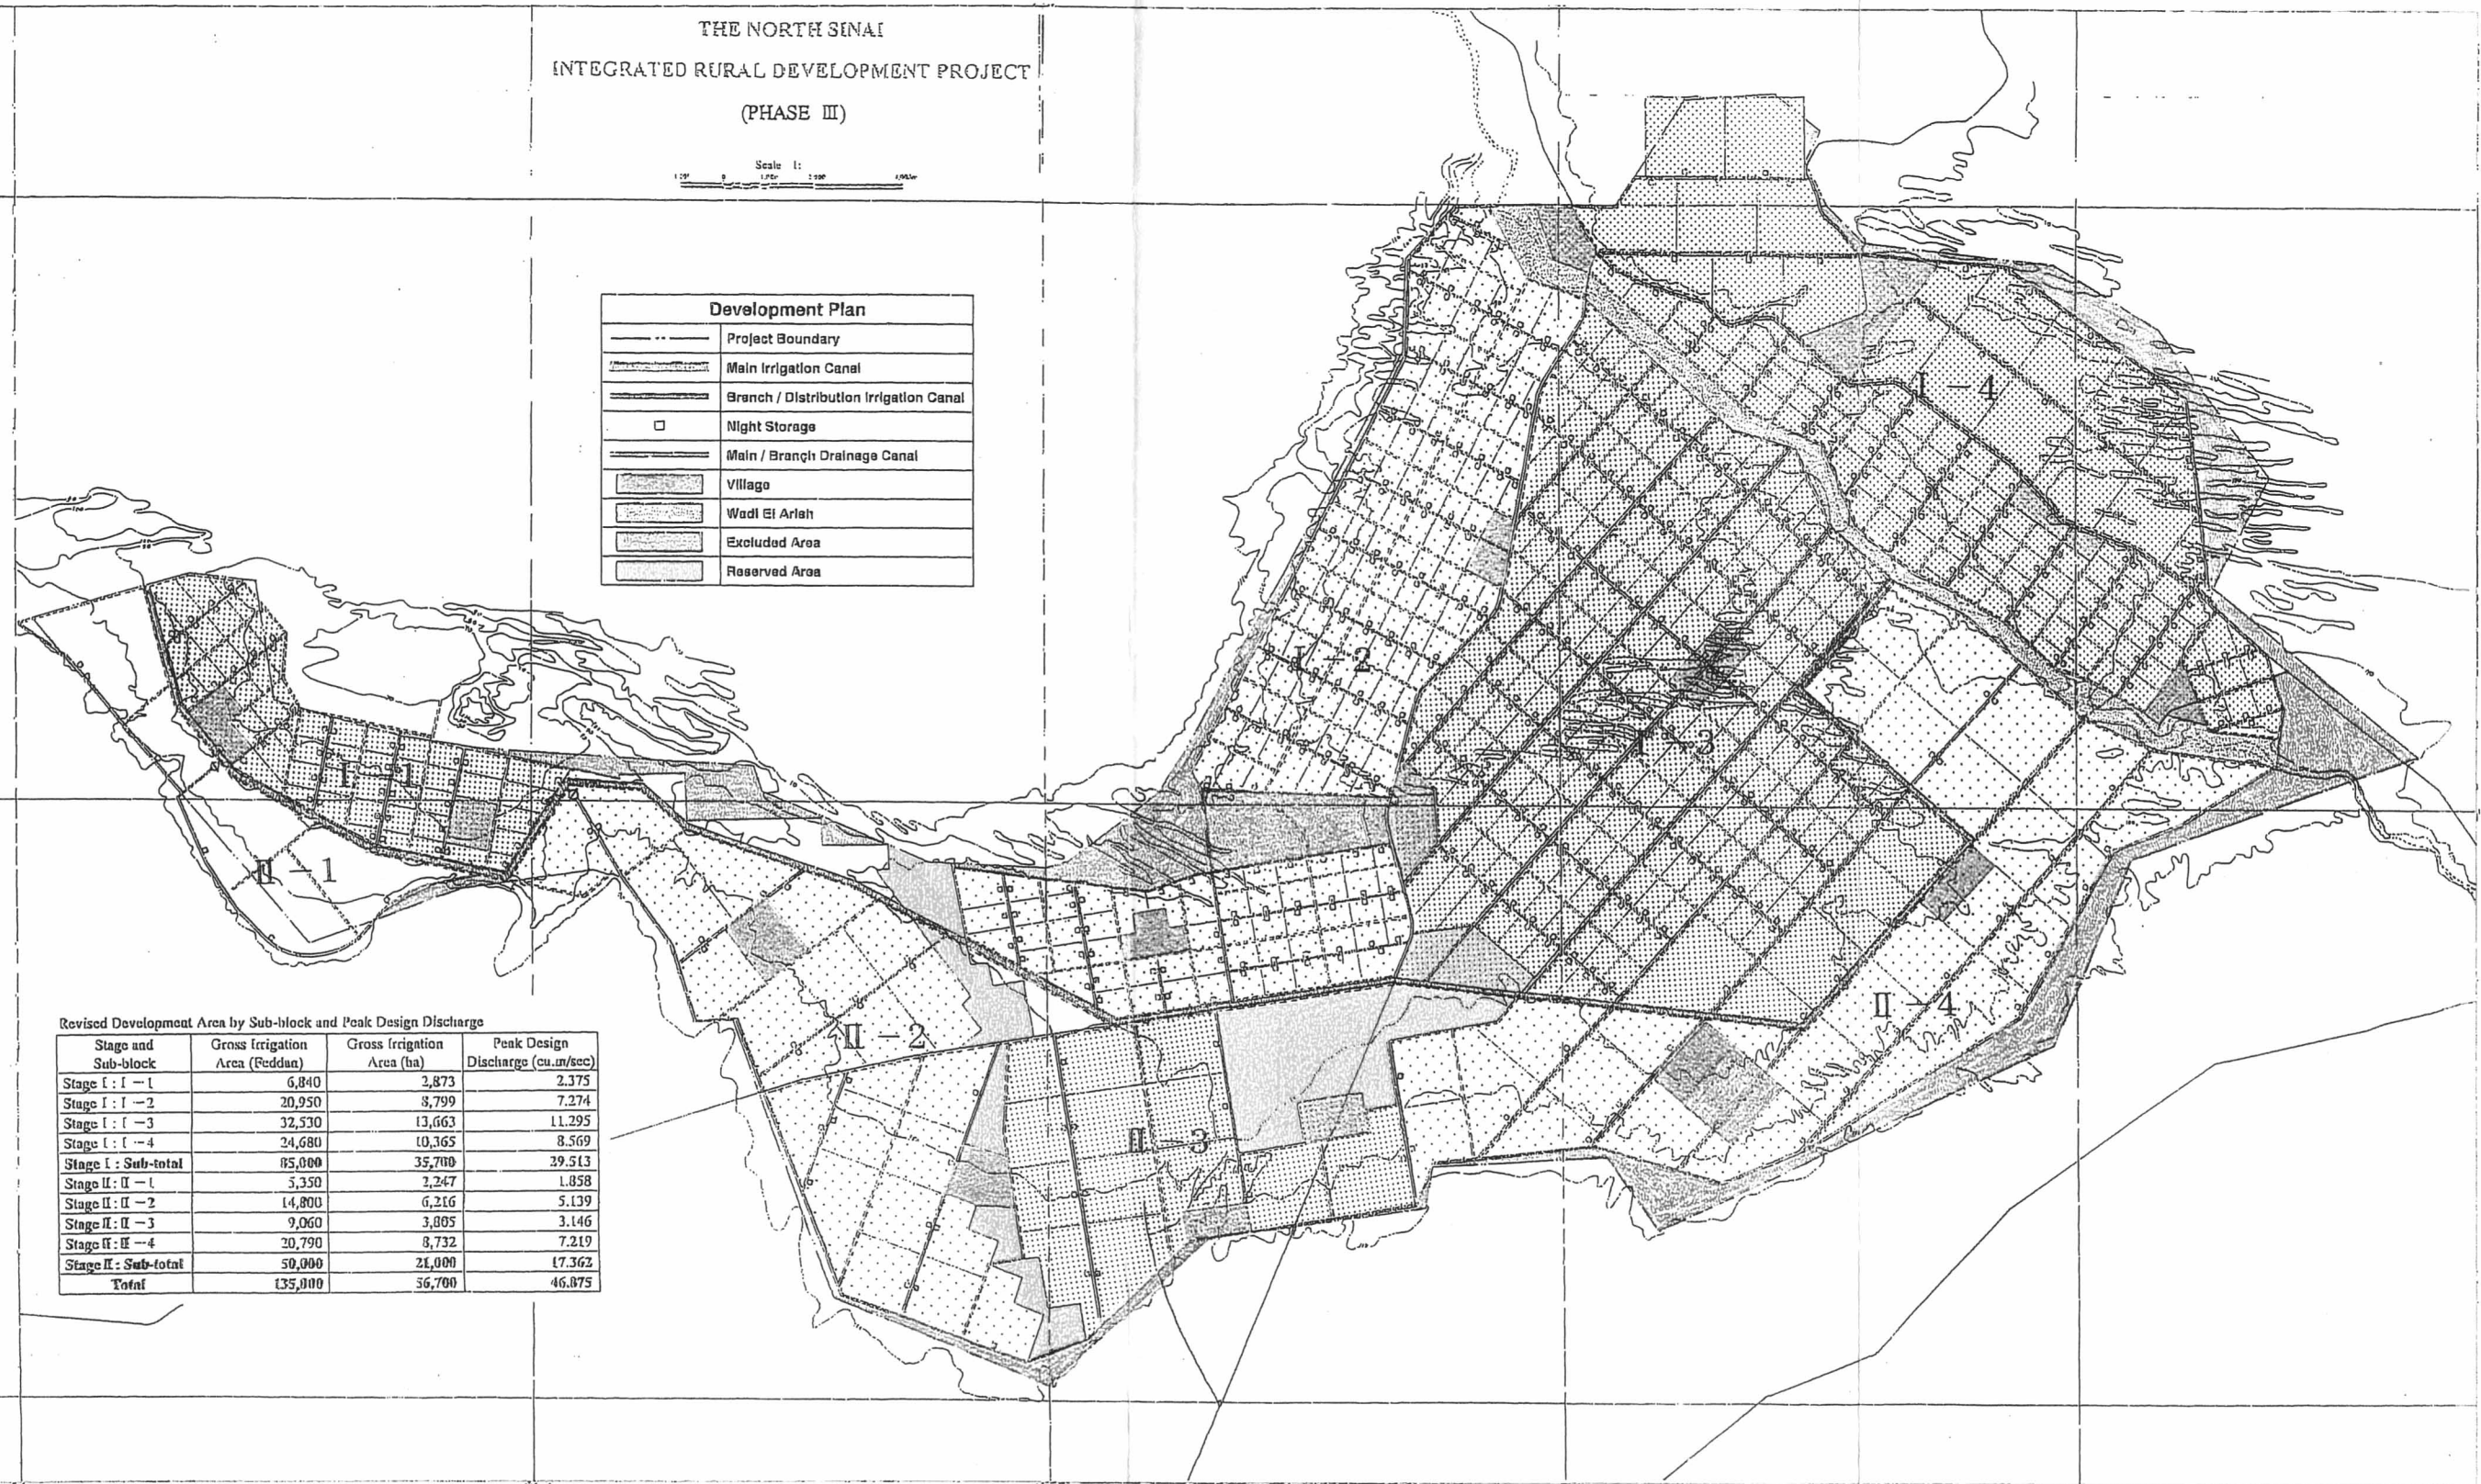 THE NORTH SINAI
INTEGRATED RURAL DEVELOPMENT PROJECT
(PHASE Ⅲ)
Scale 1:
Development Plan
Project Boundary
Main Irrigation Canal
Branch / Distribution Irrigation Canal
Night Storage
Main / Branch Drainage Canal
Village
Wadi El Arish
Excluded Area
Reserved Area
Ⅰ-4
Ⅰ-2
Ⅰ-3
Ⅰ-1
Ⅱ-1
Ⅱ-4
Ⅱ-2
Ⅱ-3
Revised Development Area by Sub-block and Peak Design Discharge
Stage and Sub-block Gross Irrigation Area (Feddan) Gross Irrigation Area (ha) Peak Design Discharge (cu.m/sec)
Stage Ⅰ : Ⅰ-1 6,840 2,873 2.375
Stage Ⅰ : Ⅰ-2 20,950 8,799 7.274
Stage Ⅰ : Ⅰ-3 32,530 13,663 11.295
Stage Ⅰ : Ⅰ-4 24,680 10,365 8.569
Stage Ⅰ : Sub-total 85,000 35,700 29.513
Stage Ⅱ : Ⅱ-1 5,350 2,247 1.858
Stage Ⅱ : Ⅱ-2 14,800 6,216 5.139
Stage Ⅱ : Ⅱ-3 9,060 3,805 3.146
Stage Ⅱ : Ⅱ-4 20,790 8,732 7.219
Stage Ⅱ : Sub-total 50,000 21,000 17.362
Total 135,000 56,700 46.875